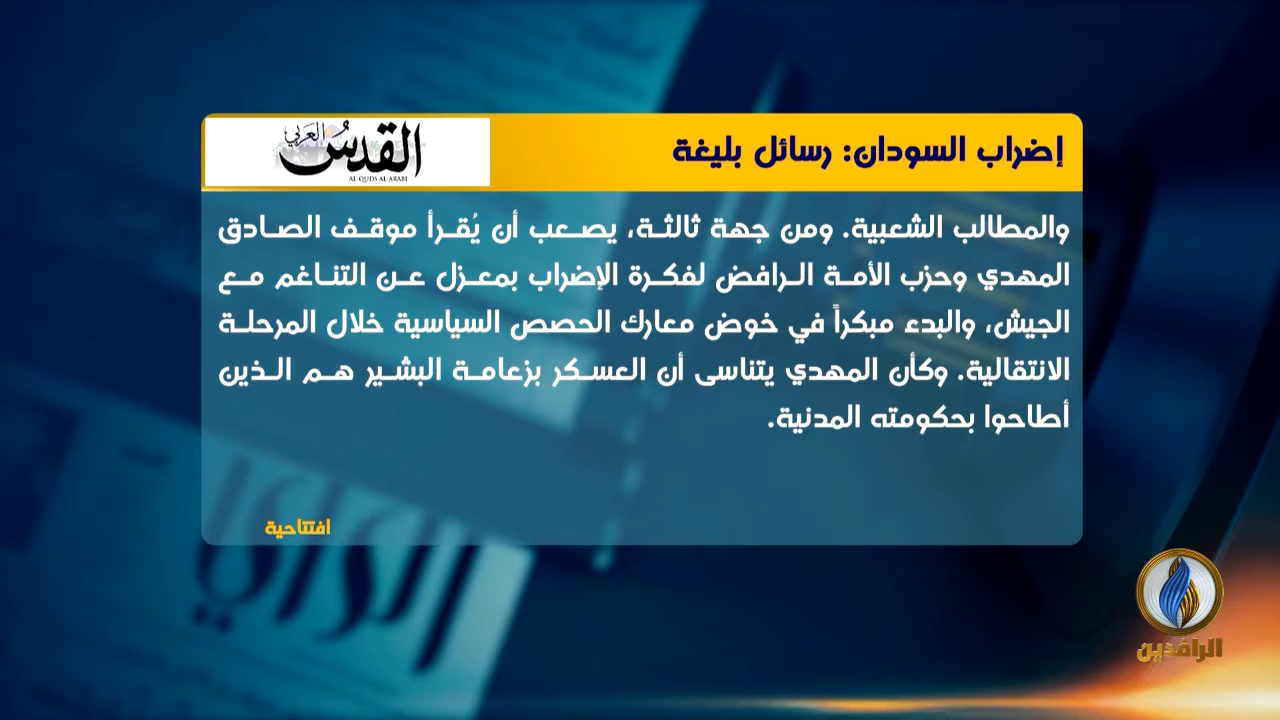 إضراب السودان: رسائل بليغة
القدس العربي
AL-QUDS AL-ARABI
والمطالب الشعبية. ومن جهة ثالثة، يصعب أن يُقرأ موقف الصادق
المهدي وحزب الأمة الرافض لفكرة الإضراب بمعزل عن التناغم مع
الجيش، والبدء مبكراً في خوض معارك الحصص السياسية خلال المرحلة
الانتقالية. وكأن المهدي يتناسى أن العسكر بزعامة البشير هم الذين
أطاحوا بحكومته المدنية.
افتتاحية
الراي
الرافدين